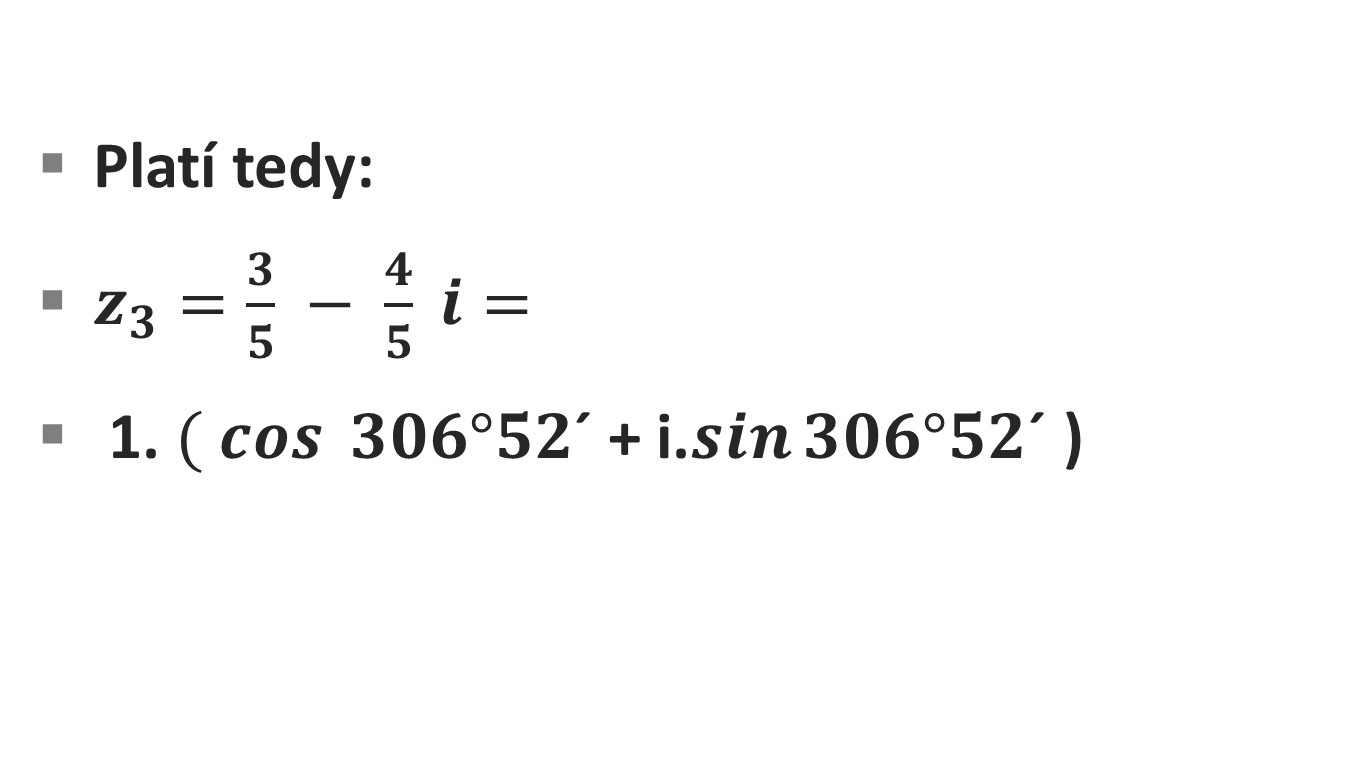 ▪ Platí tedy:
▪ z₃ = 3/5 − 4/5 i =
▪ 1. ( cos 306°52´ + i.sin 306°52´ )